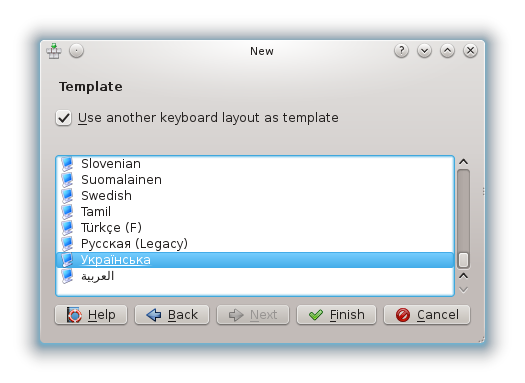 New
Template
Use another keyboard layout as template
Slovenian
Suomalainen
Swedish
Tamil
Türkçe (F)
Русская (Legacy)
Українська
العربية
Help Back Next Finish Cancel